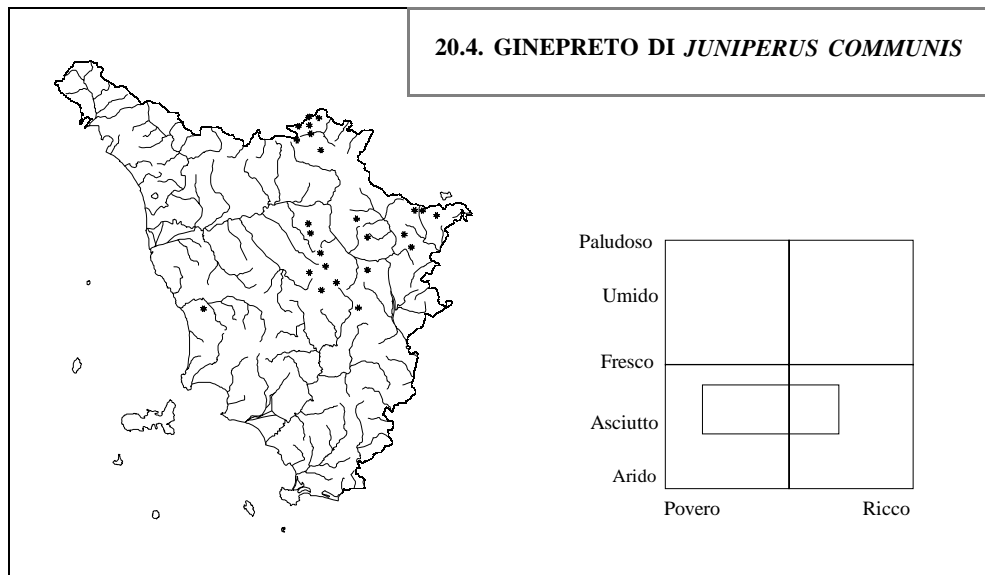 20.4. GINEPRETO DI JUNIPERUS COMMUNIS
Paludoso
Umido
Fresco
Asciutto
Arido
Povero Ricco